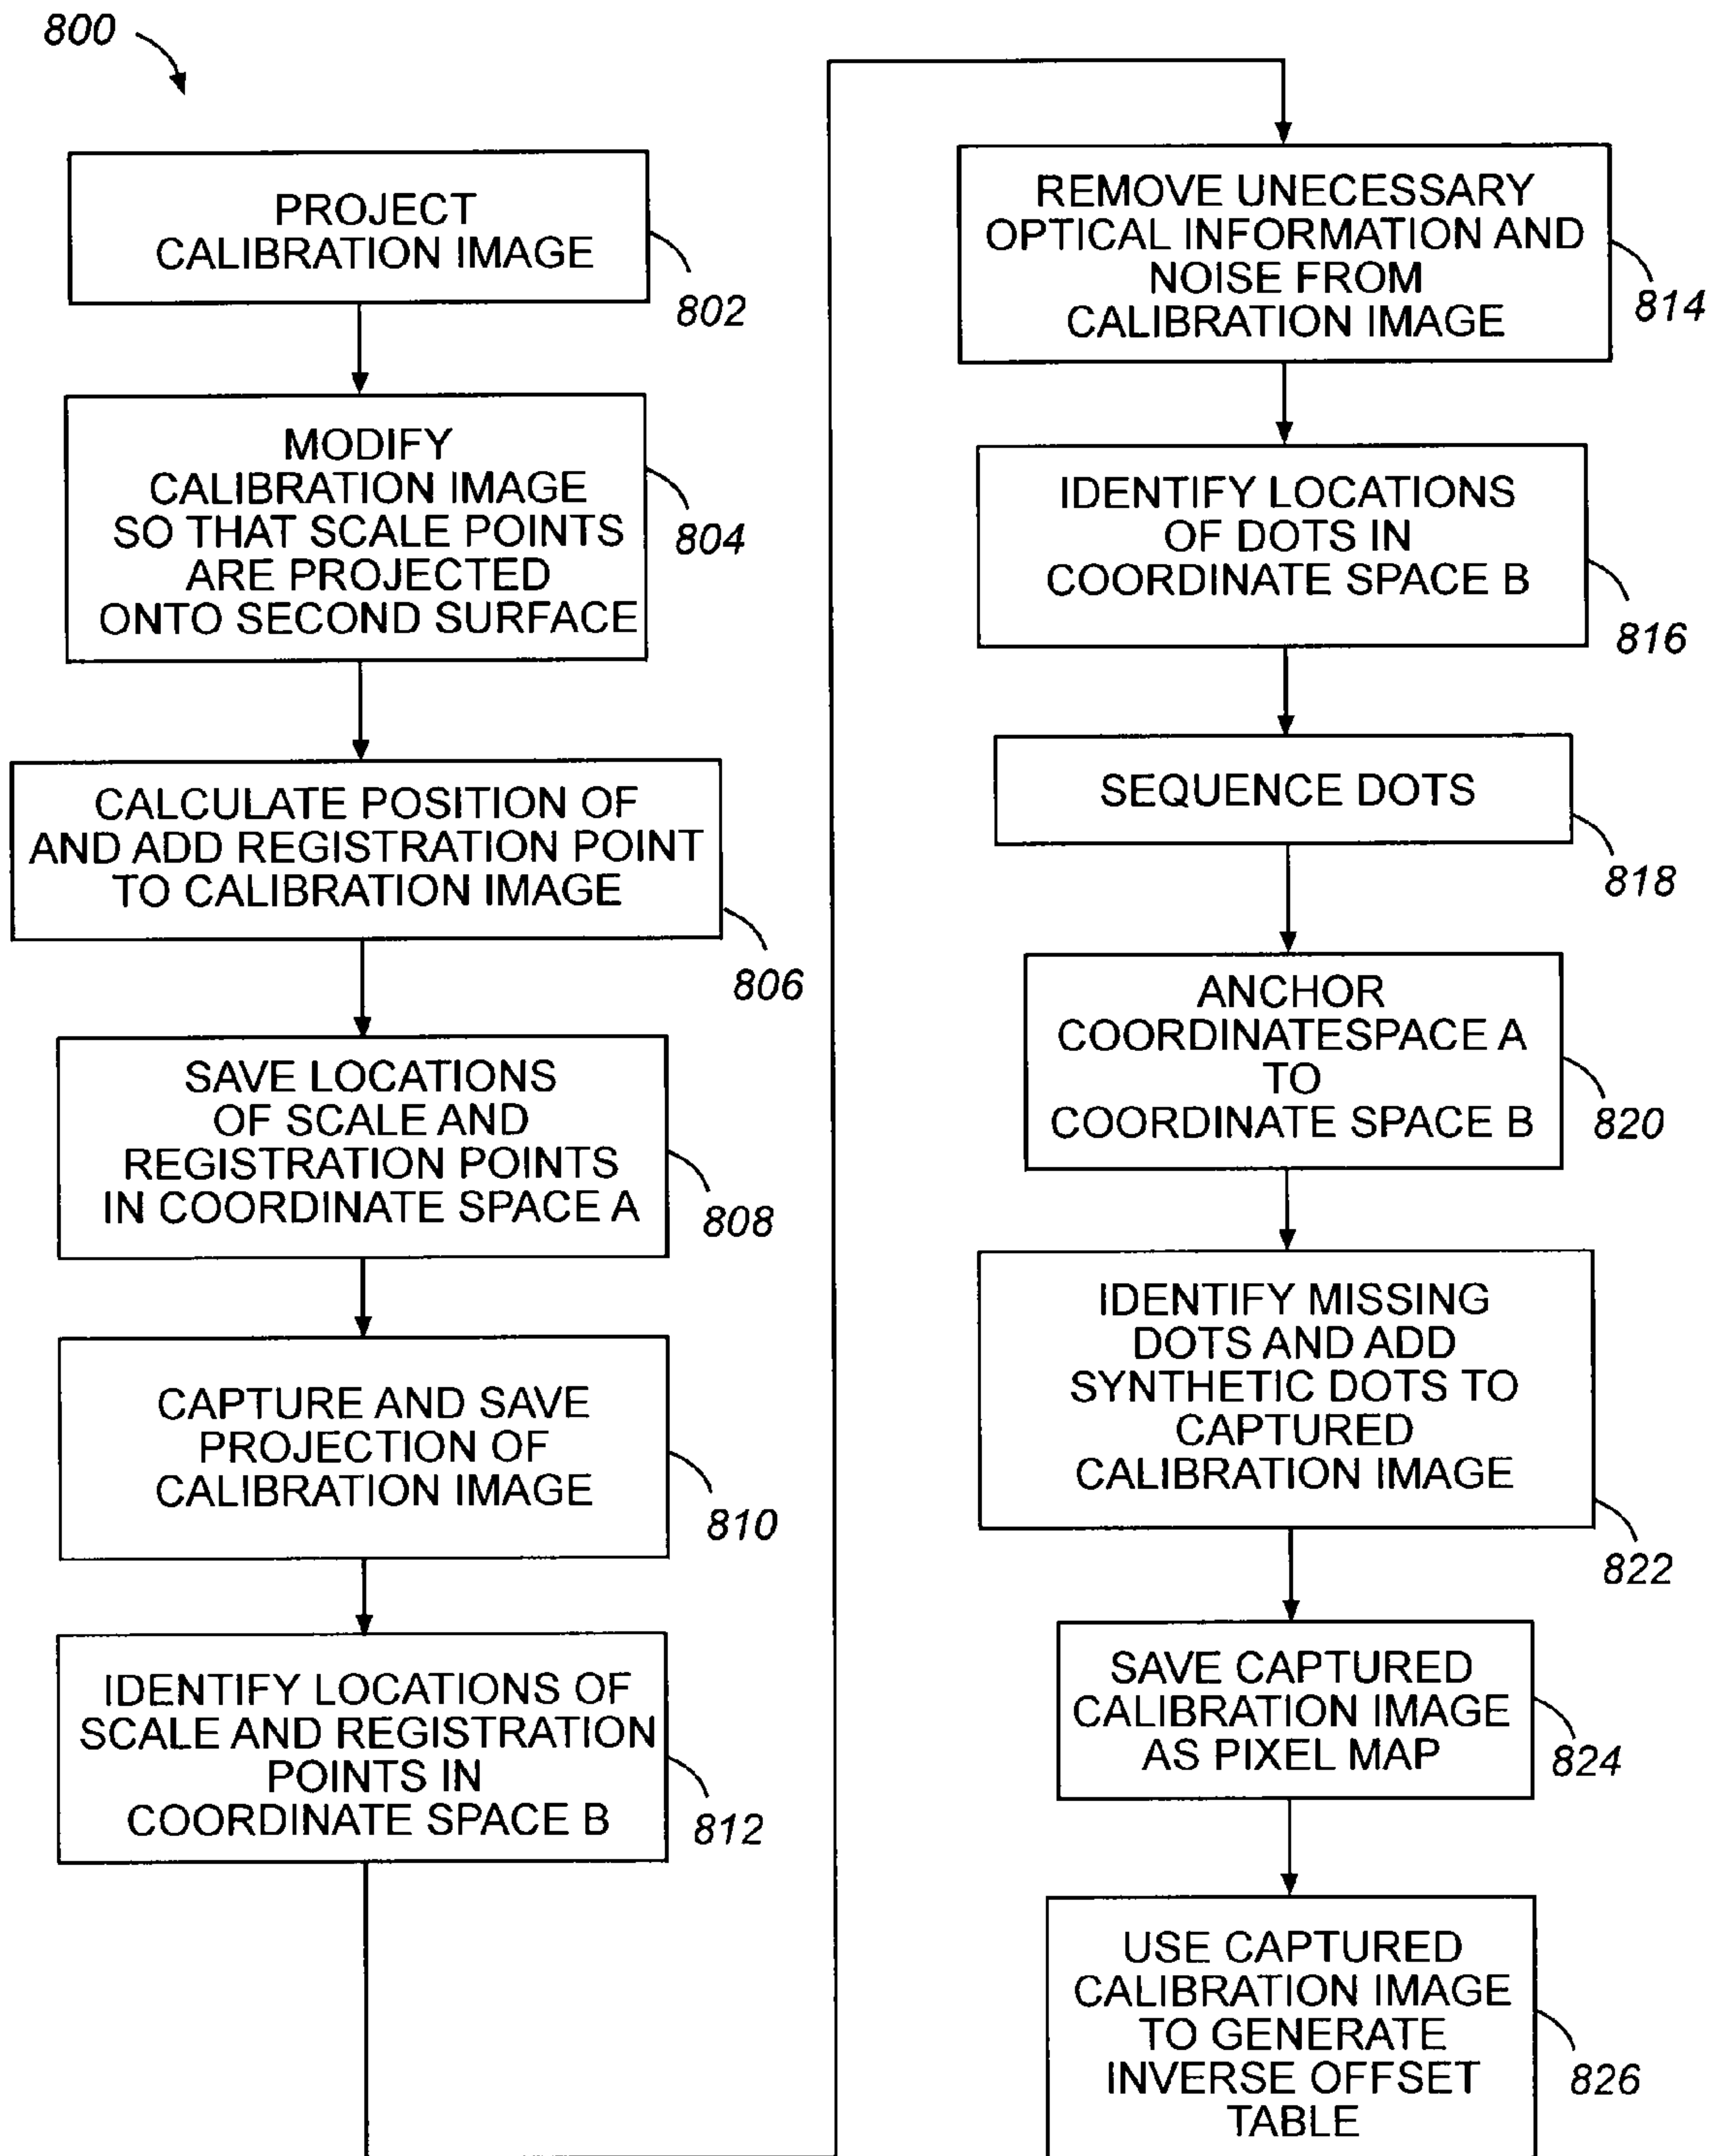 800
PROJECT
CALIBRATION IMAGE
802
MODIFY
CALIBRATION IMAGE
SO THAT SCALE POINTS
ARE PROJECTED
ONTO SECOND SURFACE
804
CALCULATE POSITION OF
AND ADD REGISTRATION POINT
TO CALIBRATION IMAGE
806
SAVE LOCATIONS
OF SCALE AND
REGISTRATION POINTS
IN COORDINATE SPACE A
808
CAPTURE AND SAVE
PROJECTION OF
CALIBRATION IMAGE
810
IDENTIFY LOCATIONS OF
SCALE AND REGISTRATION
POINTS IN
COORDINATE SPACE B
812
REMOVE UNECESSARY
OPTICAL INFORMATION AND
NOISE FROM
CALIBRATION IMAGE
814
IDENTIFY LOCATIONS
OF DOTS IN
COORDINATE SPACE B
816
SEQUENCE DOTS
818
ANCHOR
COORDINATESPACE A
TO
COORDINATE SPACE B
820
IDENTIFY MISSING
DOTS AND ADD
SYNTHETIC DOTS TO
CAPTURED
CALIBRATION IMAGE
822
SAVE CAPTURED
CALIBRATION IMAGE
AS PIXEL MAP
824
USE CAPTURED
CALIBRATION IMAGE
TO GENERATE
INVERSE OFFSET
TABLE
826